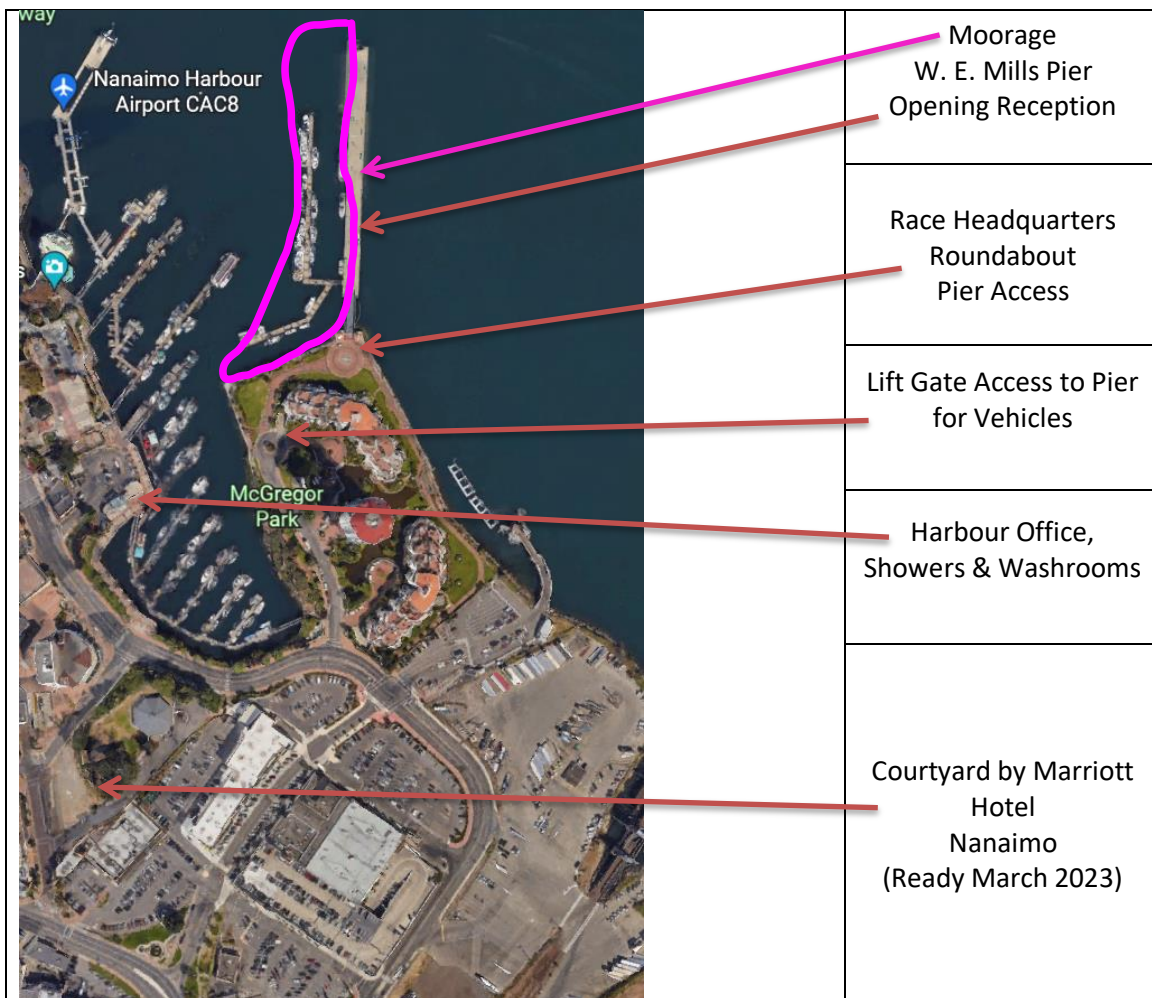 way
Nanaimo Harbour
Airport CAC8
s
McGregor
Park
Moorage
W. E. Mills Pier
Opening Reception
Race Headquarters
Roundabout
Pier Access
Lift Gate Access to Pier
for Vehicles
Harbour Office,
Showers & Washrooms
Courtyard by Marriott
Hotel
Nanaimo
(Ready March 2023)